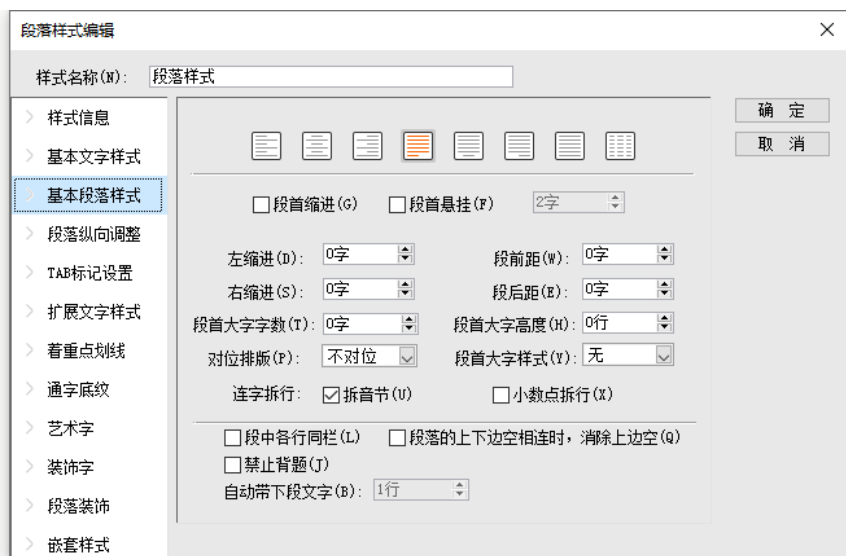 段落样式编辑
样式名称(N): 段落样式
样式信息
基本文字样式
基本段落样式
段落纵向调整
TAB标记设置
扩展文字样式
着重点划线
通字底纹
艺术字
装饰字
段落装饰
嵌套样式
段首缩进(G) 段首悬挂(F) 2字
左缩进(D): 0字 段前距(W): 0字
右缩进(S): 0字 段后距(E): 0字
段首大字字数(T): 0字 段首大字高度(H): 0行
对位排版(P): 不对位 段首大字样式(Y): 无
连字拆行: 拆音节(U) 小数点拆行(X)
段中各行同栏(L) 段落的上下边空相连时，消除上边空(Q)
禁止背题(J)
自动带下段文字(B): 1行
确 定
取 消